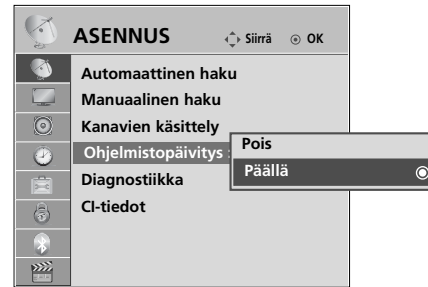 ASENNUS
Siirrä
OK
Automaattinen haku
Manuaalinen haku
Kanavien käsittely
Ohjelmistopäivitys :
Pois
Päällä
Diagnostiikka
CI-tiedot